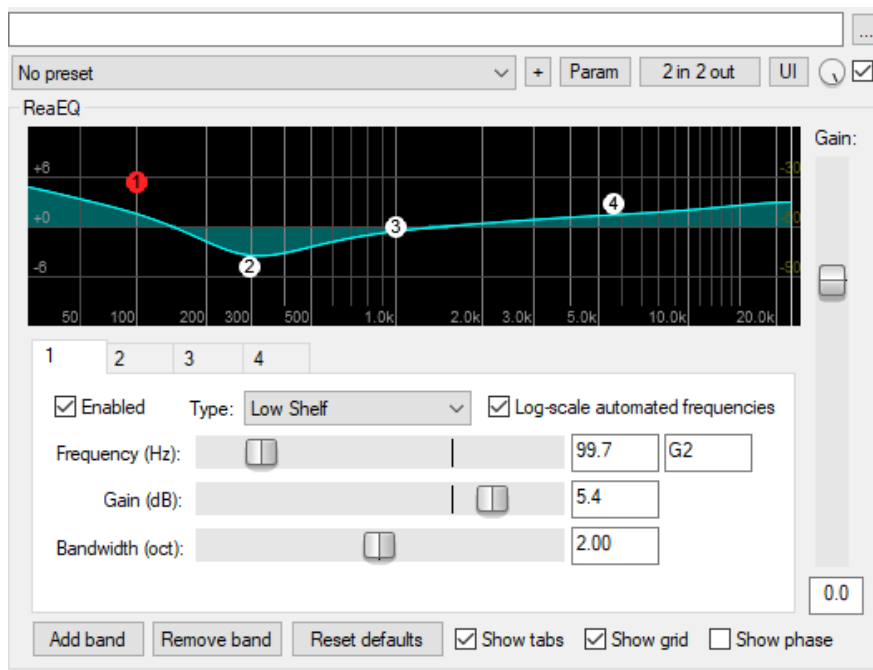 ...
No preset + Param 2 in 2 out UI
ReaEQ
Gain:
+6 1 -30
+0 3 4 -60
-6 2 -90
50 100 200 300 500 1.0k 2.0k 3.0k 5.0k 10.0k 20.0k
1 2 3 4
Enabled Type: Low Shelf Log-scale automated frequencies
Frequency (Hz): 99.7 G2
Gain (dB): 5.4
Bandwidth (oct): 2.00
0.0
Add band Remove band Reset defaults Show tabs Show grid Show phase